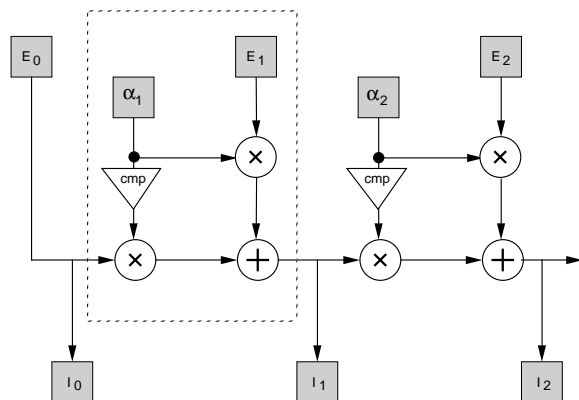 E0 E1 E2
α1 α2
× ×
cmp cmp
× + × +
I0 I1 I2